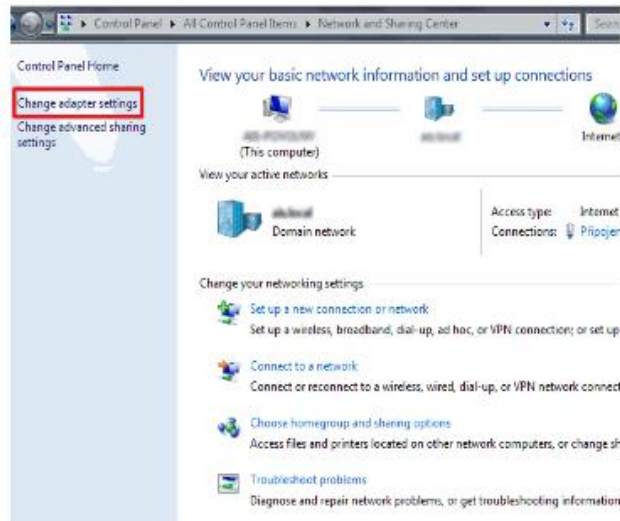 Control Panel ▸ All Control Panel Items ▸ Network and Sharing Center
Control Panel Home
Change adapter settings
Change advanced sharing
settings
View your basic network information and set up connections
(This computer)
Internet
View your active networks
Domain network
Access type: Internet
Connections: Připojen
Change your networking settings
Set up a new connection or network
Set up a wireless, broadband, dial-up, ad hoc, or VPN connection; or set up
Connect to a network
Connect or reconnect to a wireless, wired, dial-up, or VPN network connect
Choose homegroup and sharing options
Access files and printers located on other network computers, or change sh
Troubleshoot problems
Diagnose and repair network problems, or get troubleshooting information